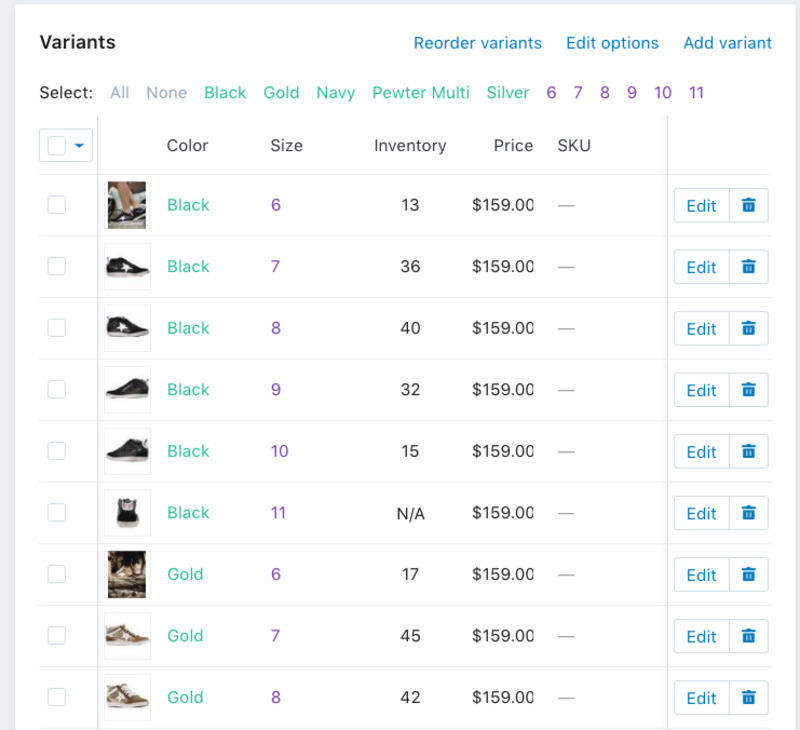 Variants Reorder variants Edit options Add variant
Select: All None Black Gold Navy Pewter Multi Silver 6 7 8 9 10 11
Color Size Inventory Price SKU
Black 6 13 $159.00 — Edit
Black 7 36 $159.00 — Edit
Black 8 40 $159.00 — Edit
Black 9 32 $159.00 — Edit
Black 10 15 $159.00 — Edit
Black 11 N/A $159.00 — Edit
Gold 6 17 $159.00 — Edit
Gold 7 45 $159.00 — Edit
Gold 8 42 $159.00 — Edit